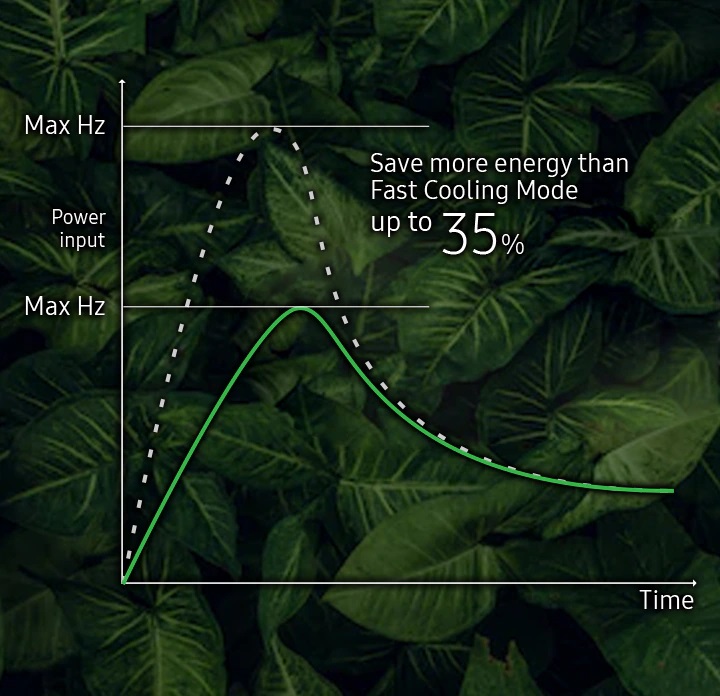 Max Hz
Save more energy than
Fast Cooling Mode
up to 35%
Power
input
Max Hz
Time